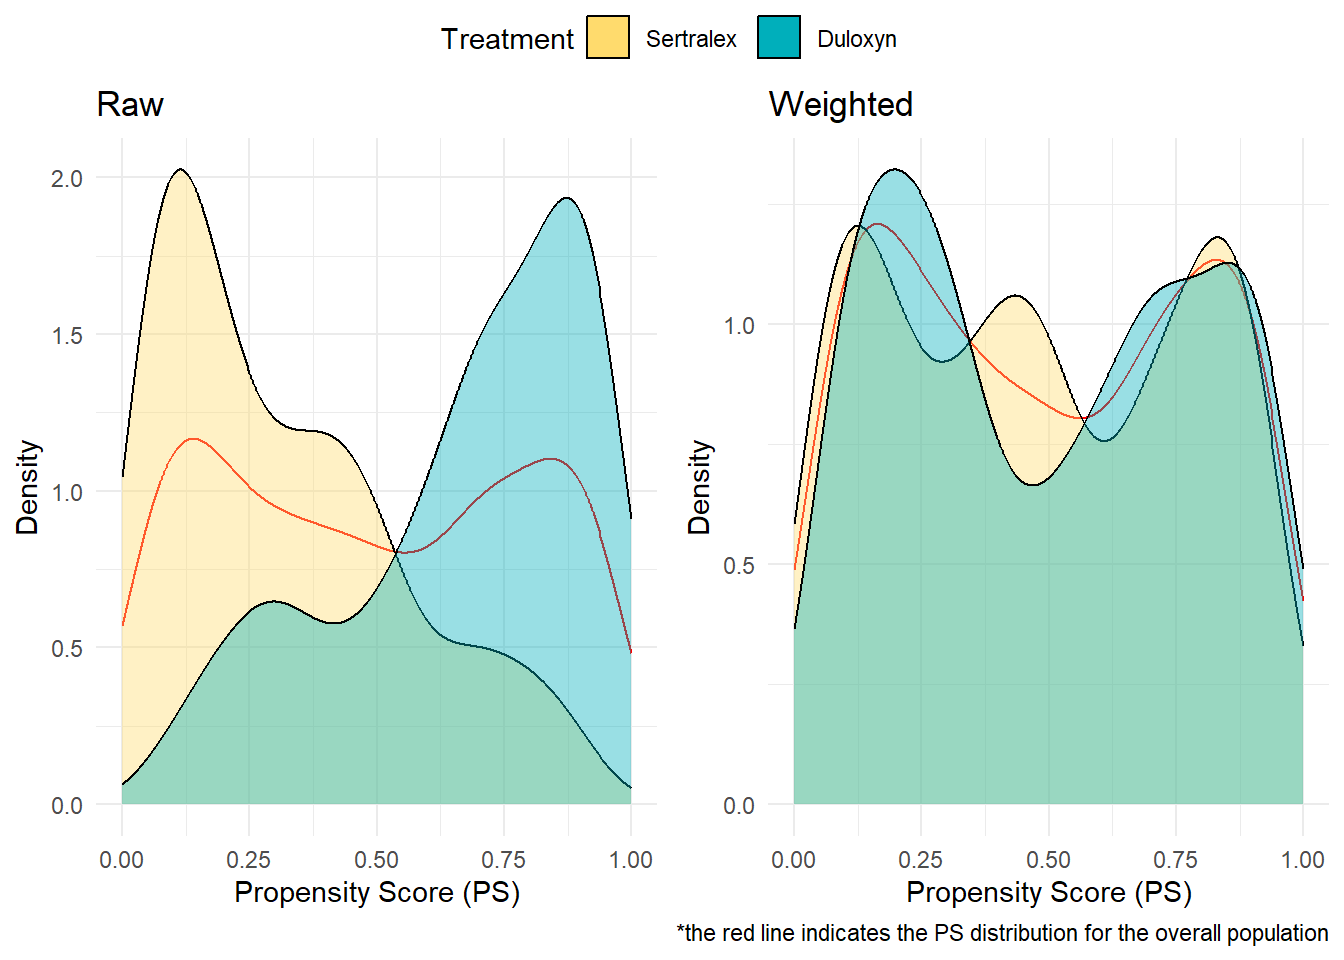 Treatment Sertralex Duloxyn
Raw
Weighted
Density
2.0
1.5
1.0
0.5
0.0
0.00 0.25 0.50 0.75 1.00
Propensity Score (PS)
Density
1.0
0.5
0.0
0.00 0.25 0.50 0.75 1.00
Propensity Score (PS)
*the red line indicates the PS distribution for the overall population